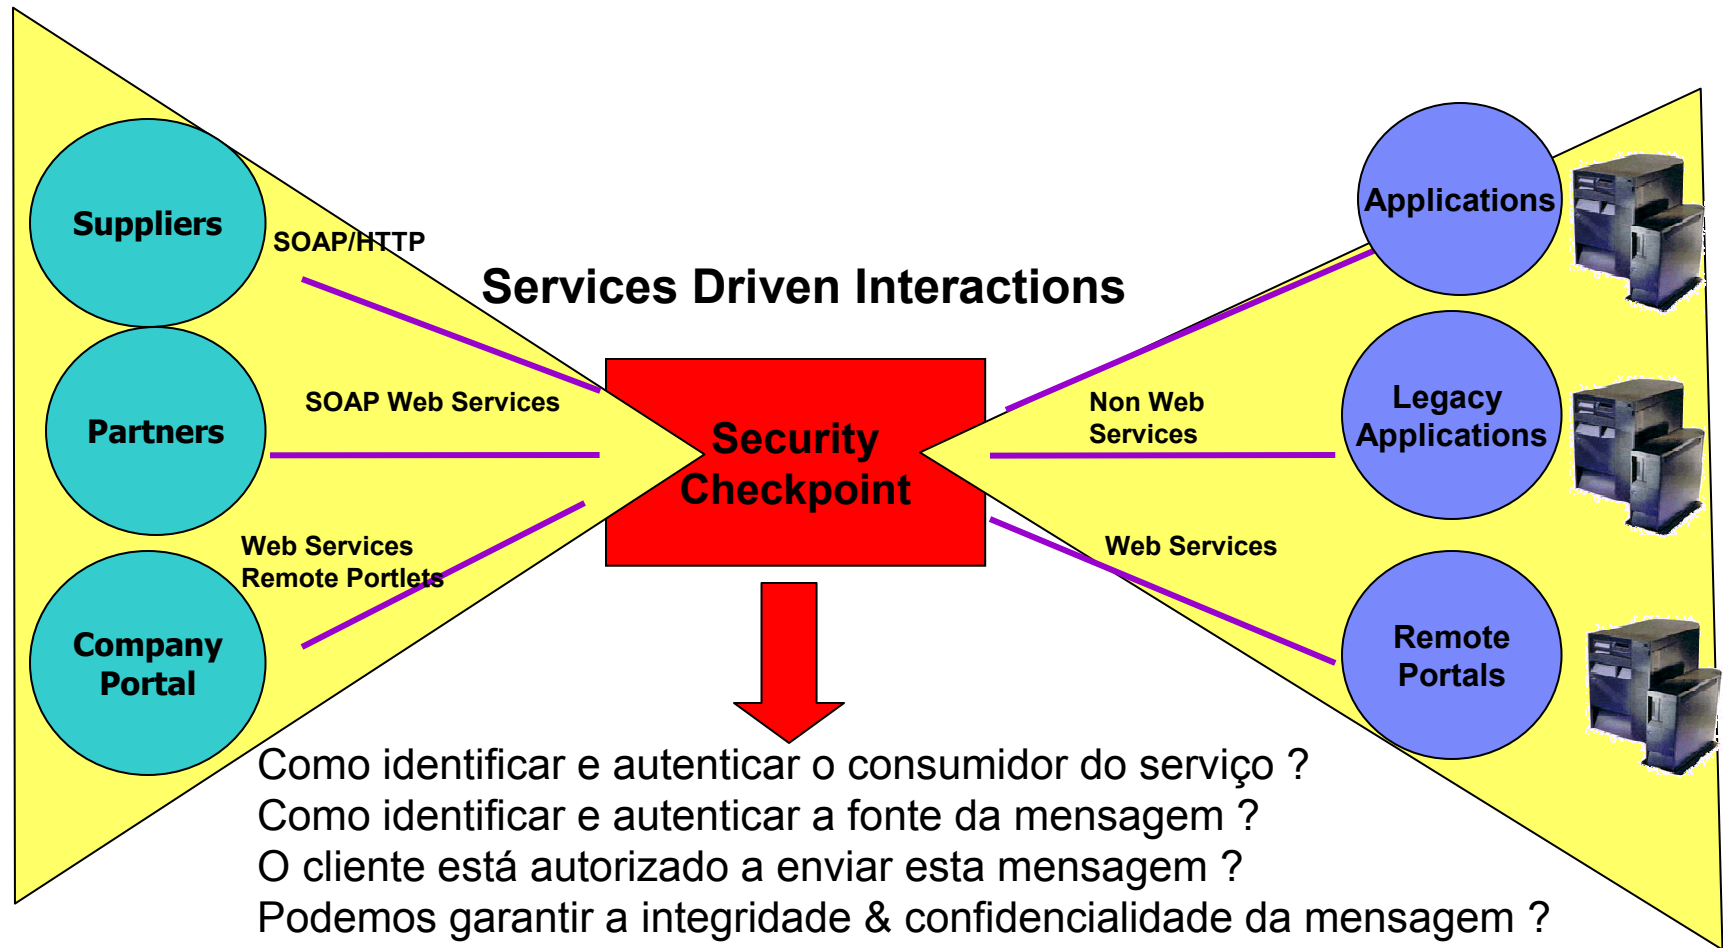 Suppliers
SOAP/HTTP
Services Driven Interactions
Applications
Partners
SOAP Web Services
Security
Checkpoint
Non Web
Services
Legacy
Applications
Web Services
Remote Portlets
Web Services
Company
Portal
Remote
Portals
Como identificar e autenticar o consumidor do serviço ?
Como identificar e autenticar a fonte da mensagem ?
O cliente está autorizado a enviar esta mensagem ?
Podemos garantir a integridade & confidencialidade da mensagem ?